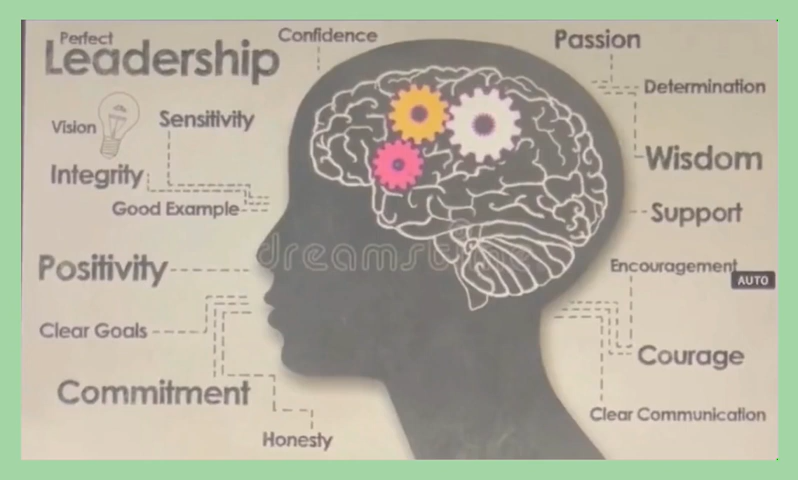 Perfect
Leadership
Confidence
Passion
Determination
Vision
Sensitivity
Wisdom
Integrity
Good Example
Support
Positivity
dreamstime
Encouragement
AUTO
Clear Goals
Courage
Commitment
Clear Communication
Honesty